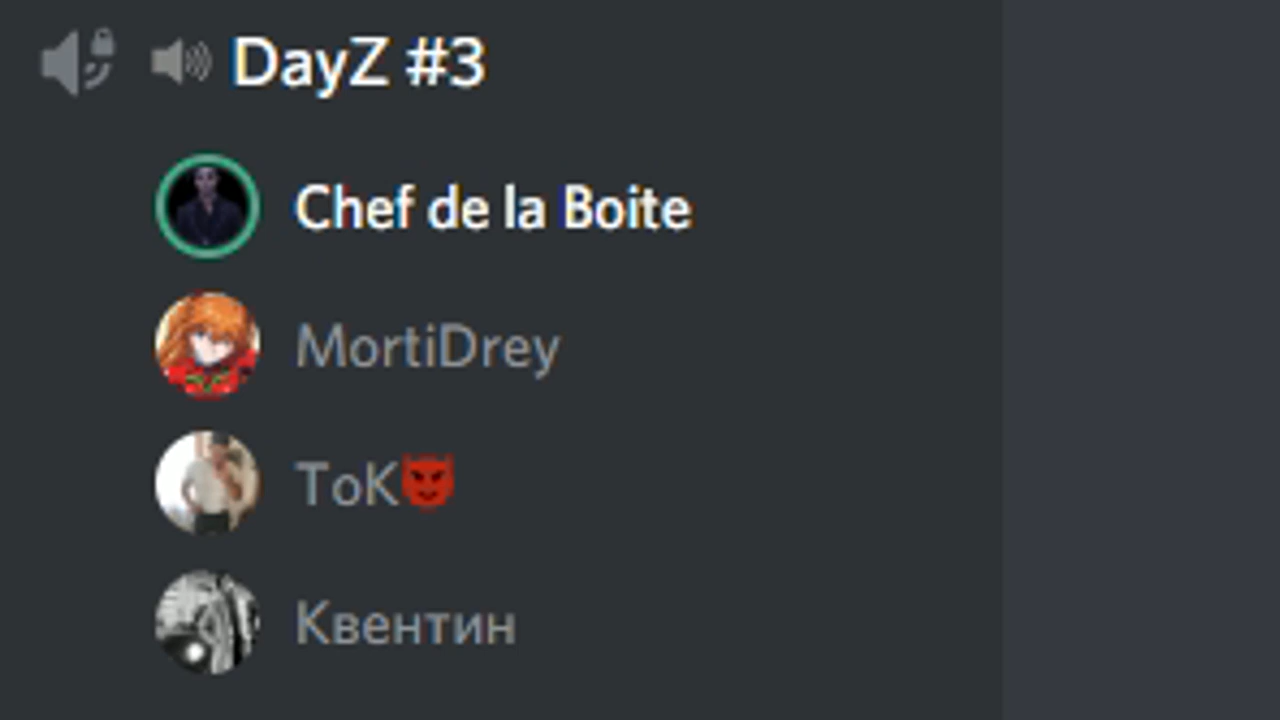 DayZ #3
Chef de la Boite
MortiDrey
ToK😈
Квентин